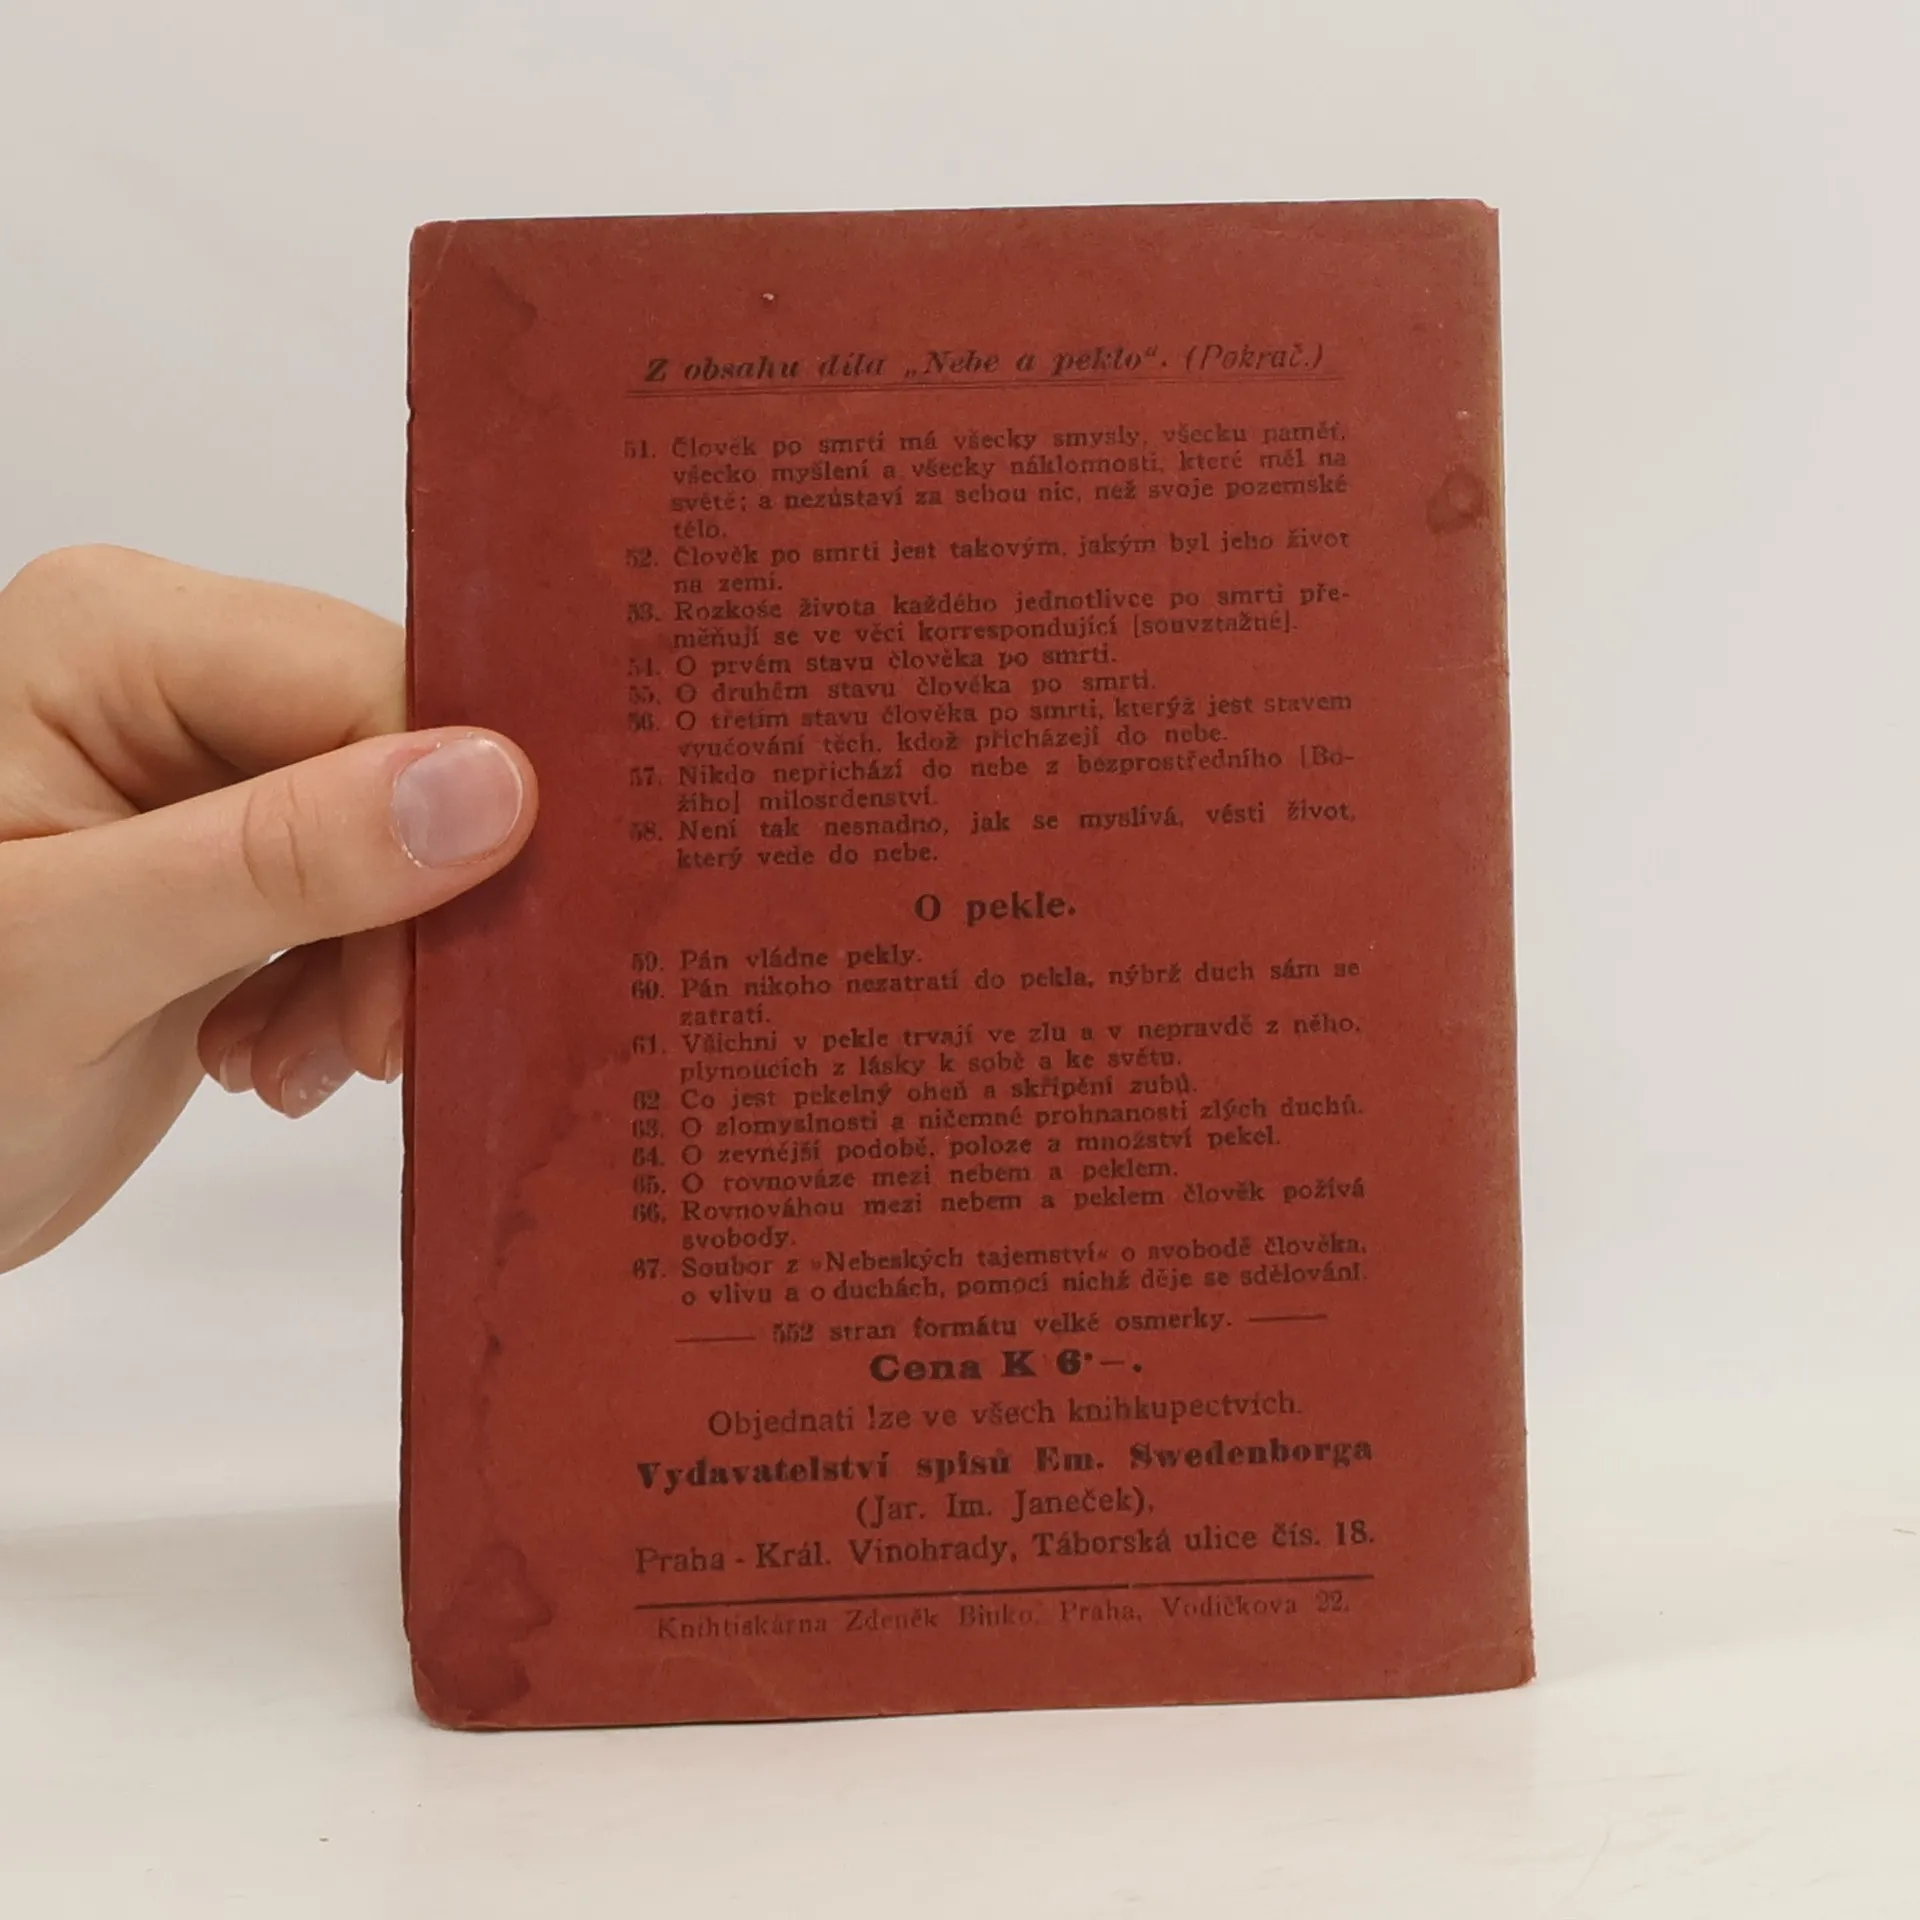 Z obsahu díla „Nebe a peklo“. (Pokrač.)
51. Člověk po smrti má všecky smysly, všecku paměť,
všecko myšlení a všecky náklonnosti, které měl na
světě; a nezůstaví za sebou nic, než svoje pozemské
tělo.
52. Člověk po smrti jest takovým, jakým byl jeho život
na zemi.
53. Rozkoše života každého jednotlivce po smrti pře-
měňují se ve věci korrespondující [souvztažné].
54. O prvém stavu člověka po smrti.
55. O druhém stavu člověka po smrti.
56. O třetím stavu člověka po smrti, kterýž jest stavem
vyučování těch, kdož přicházejí do nebe.
57. Nikdo nepřichází do nebe z bezprostředního [Bo-
žího] milosrdenství.
58. Není tak nesnadno, jak se myslívá, vésti život,
který vede do nebe.
O pekle.
59. Pán vládne pekly.
60. Pán nikoho nezatratí do pekla, nýbrž duch sám se
zatratí.
61. Všichni v pekle trvají ve zlu a v nepravdě z něho,
plynoucích z lásky k sobě a ke světu.
62 Co jest pekelný oheň a skřípění zubů.
63. O zlomyslnosti a ničemné prohnanosti zlých duchů.
64. O zevnější podobě, poloze a množství pekel.
65. O rovnováze mezi nebem a peklem.
66. Rovnováhou mezi nebem a peklem člověk požívá
svobody.
67. Soubor z »Nebeských tajemství« o svobodě člověka,
o vlivu a o duchách, pomocí nichž děje se sdělování.
552 stran formátu velké osmerky.
Cena K 6·–.
Objednati lze ve všech knihkupectvích.
Vydavatelství spisů Em. Swedenborga
(Jar. Im. Janeček),
Praha - Král. Vinohrady, Táborská ulice čís. 18.
Knihtiskárna Zdeněk Binko, Praha, Vodičkova 22.